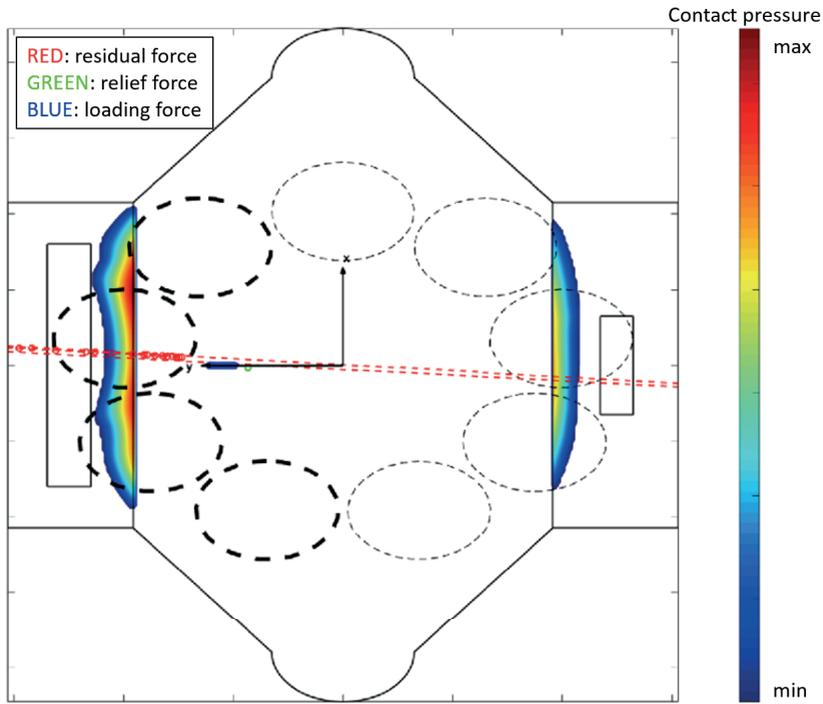 Contact pressure
max
RED: residual force
GREEN: relief force
BLUE: loading force
x
y
min